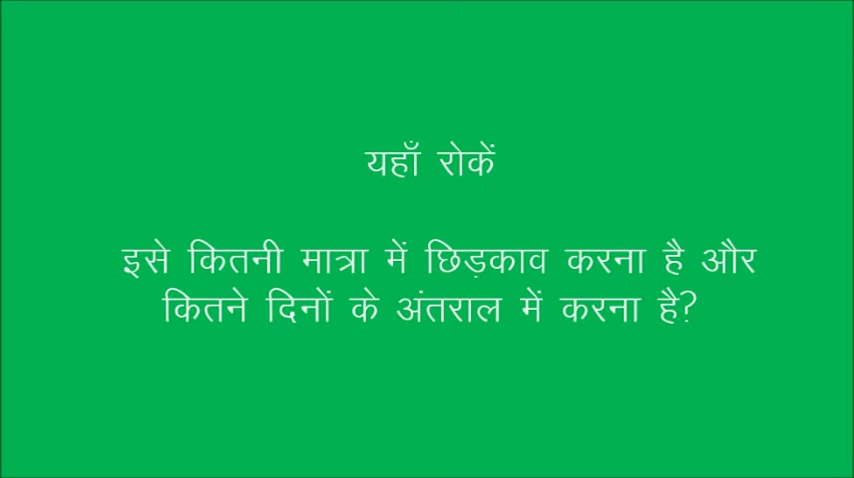 यहाँ रोकें
इसे कितनी मात्रा में छिड़काव करना है और
कितने दिनों के अंतराल में करना है?